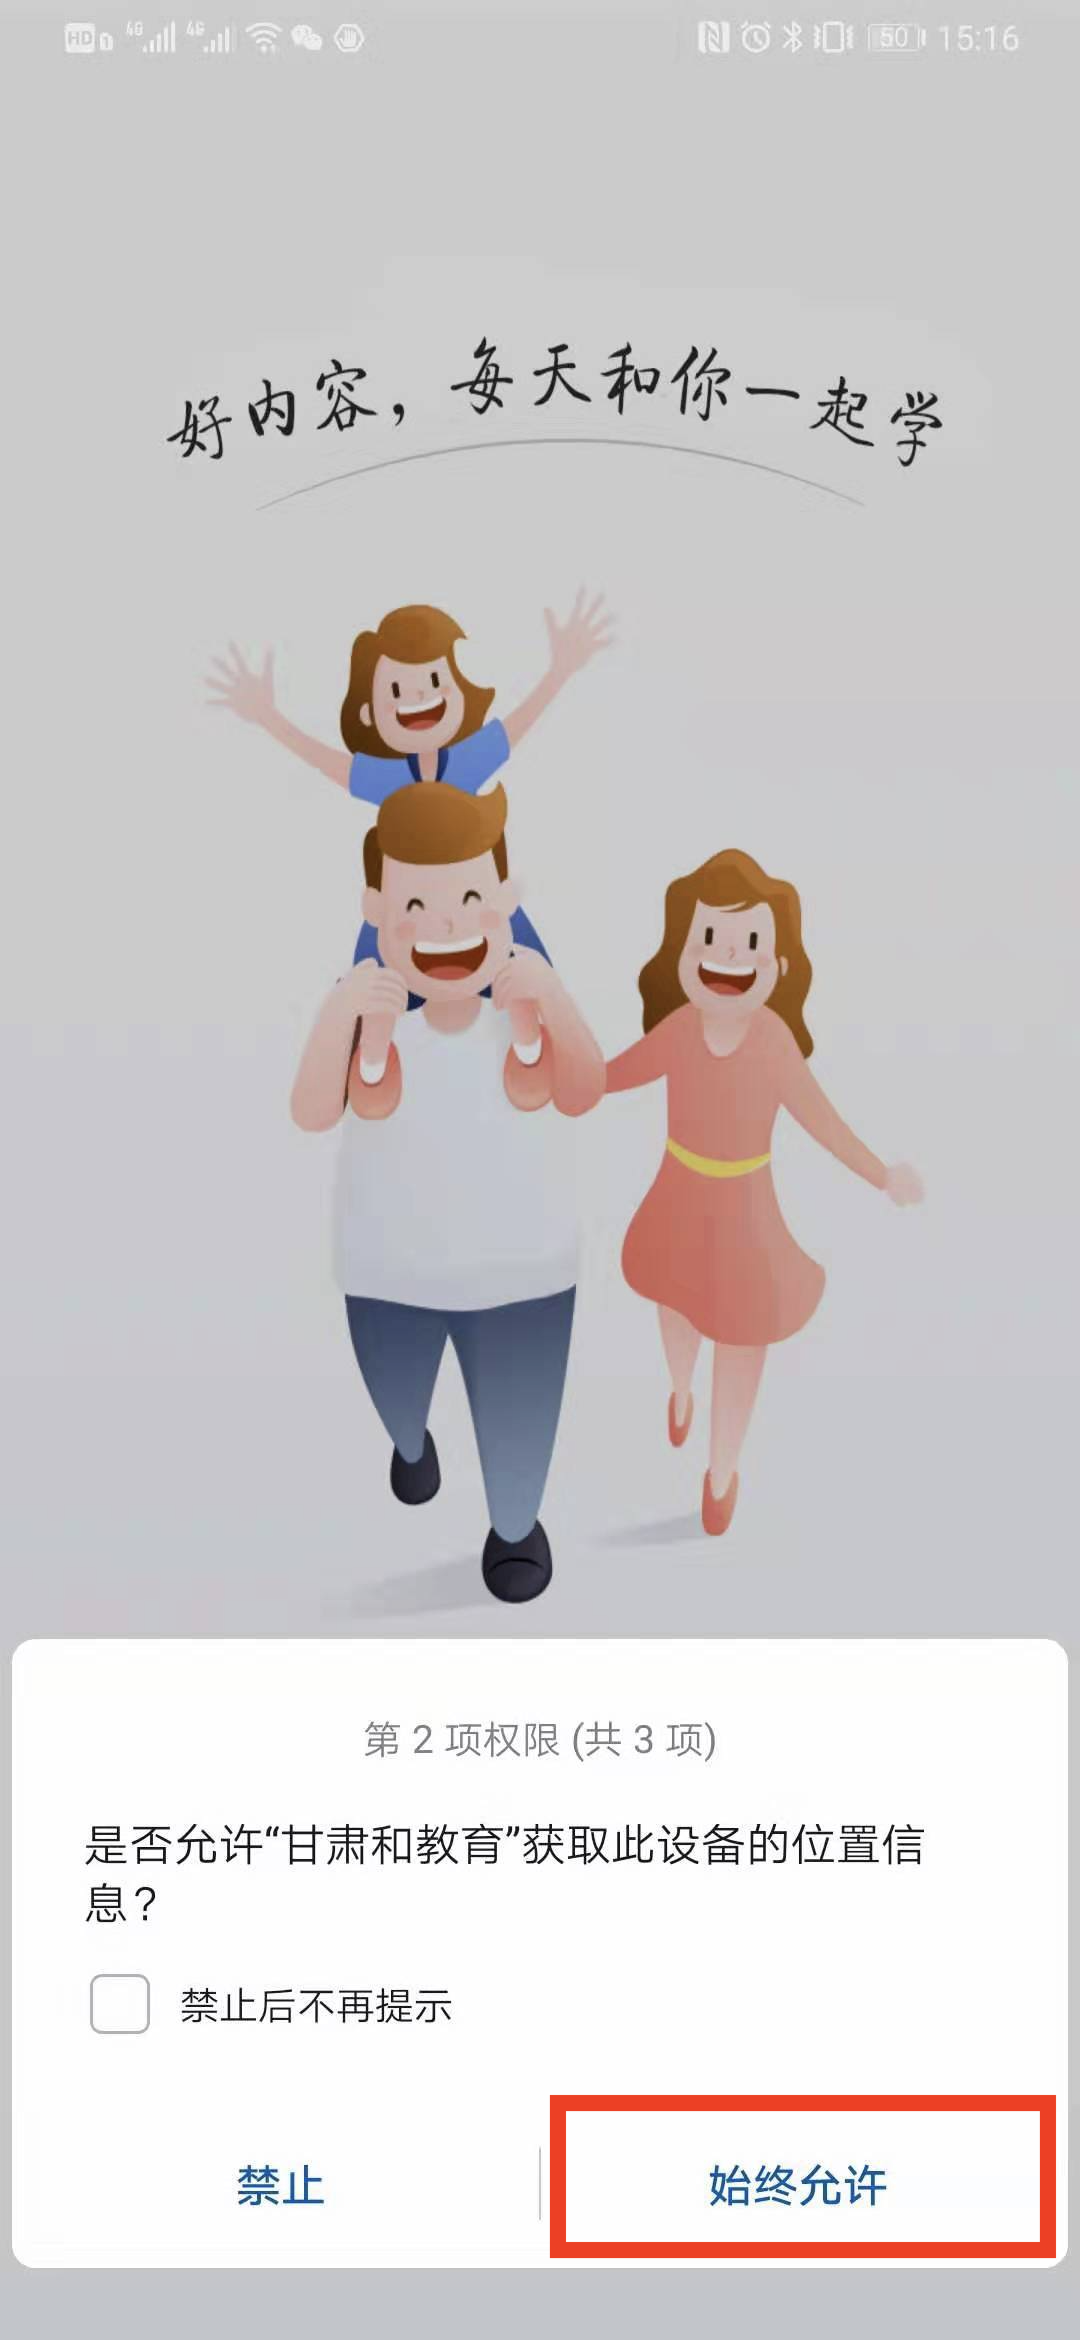 HD 1 4G 4G 50 15:16
好内容，每天和你一起学
第 2 项权限 (共 3 项)
是否允许“甘肃和教育”获取此设备的位置信
息？
禁止后不再提示
禁止
始终允许